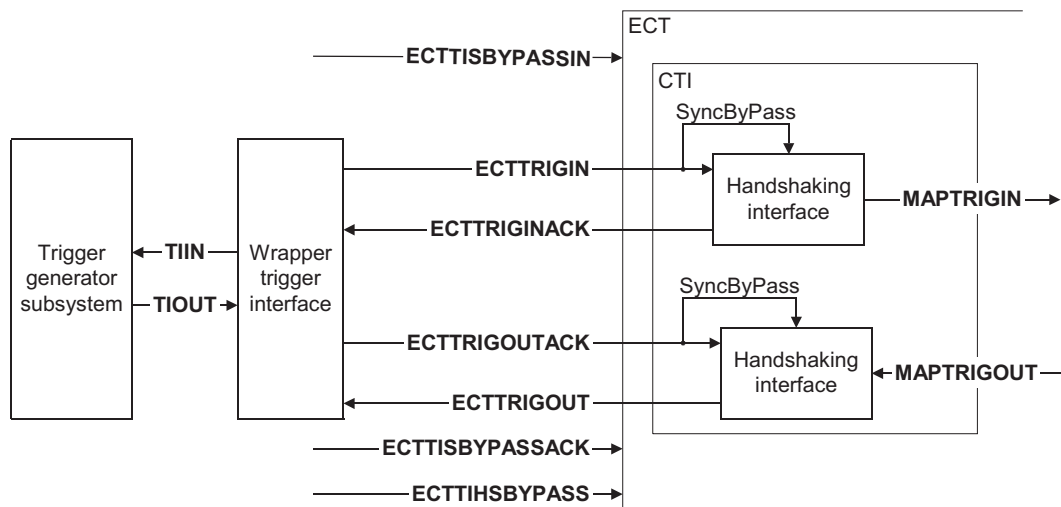 ECT
ECTTISBYPASSIN
CTI
SyncByPass
ECTTRIGIN
Handshaking
interface
MAPTRIGIN
ECTTRIGINACK
Trigger
generator
subsystem
TIIN
TIOUT
Wrapper
trigger
interface
SyncByPass
ECTTRIGOUTACK
Handshaking
interface
MAPTRIGOUT
ECTTRIGOUT
ECTTISBYPASSACK
ECTTIHSBYPASS